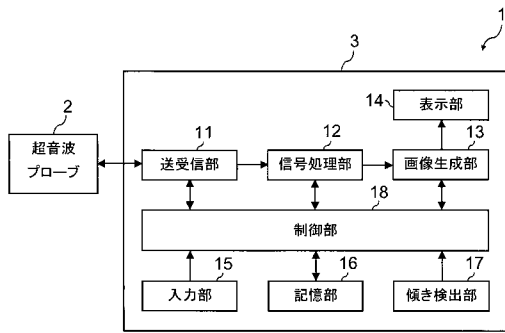 1
3
2
超音波
プローブ
14
表示部
11
送受信部
12
信号処理部
13
画像生成部
18
制御部
15
入力部
16
記憶部
17
傾き検出部